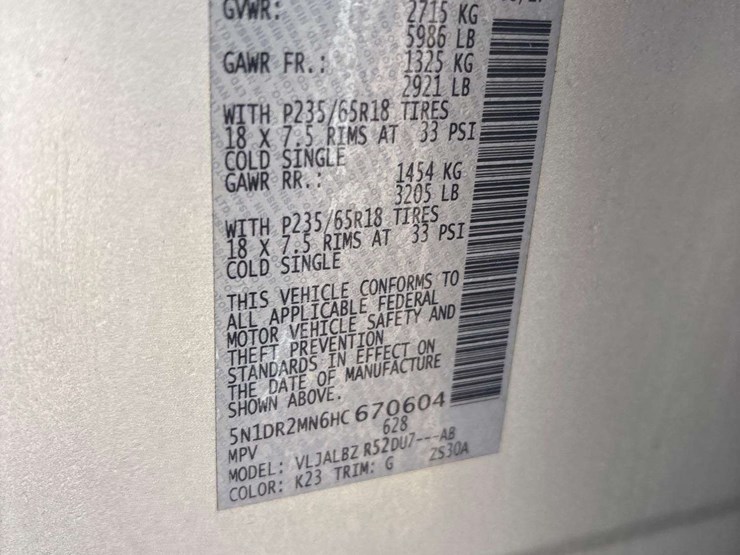 GVWR: 2715 KG
5986 LB
GAWR FR.: 1325 KG
2921 LB
WITH P235/65R18 TIRES
18 X 7.5 RIMS AT 33 PSI
COLD SINGLE
GAWR RR.: 1454 KG
3205 LB
WITH P235/65R18 TIRES
18 X 7.5 RIMS AT 33 PSI
COLD SINGLE
THIS VEHICLE CONFORMS TO
ALL APPLICABLE FEDERAL
MOTOR VEHICLE SAFETY AND
THEFT PREVENTION
STANDARDS IN EFFECT ON
THE DATE OF MANUFACTURE
SHOWN ABOVE.
5N1DR2MN6HC 670604
MPV 628
MODEL: VLJALBZ R52DU7---AB
COLOR: K23 TRIM: G ZS30A